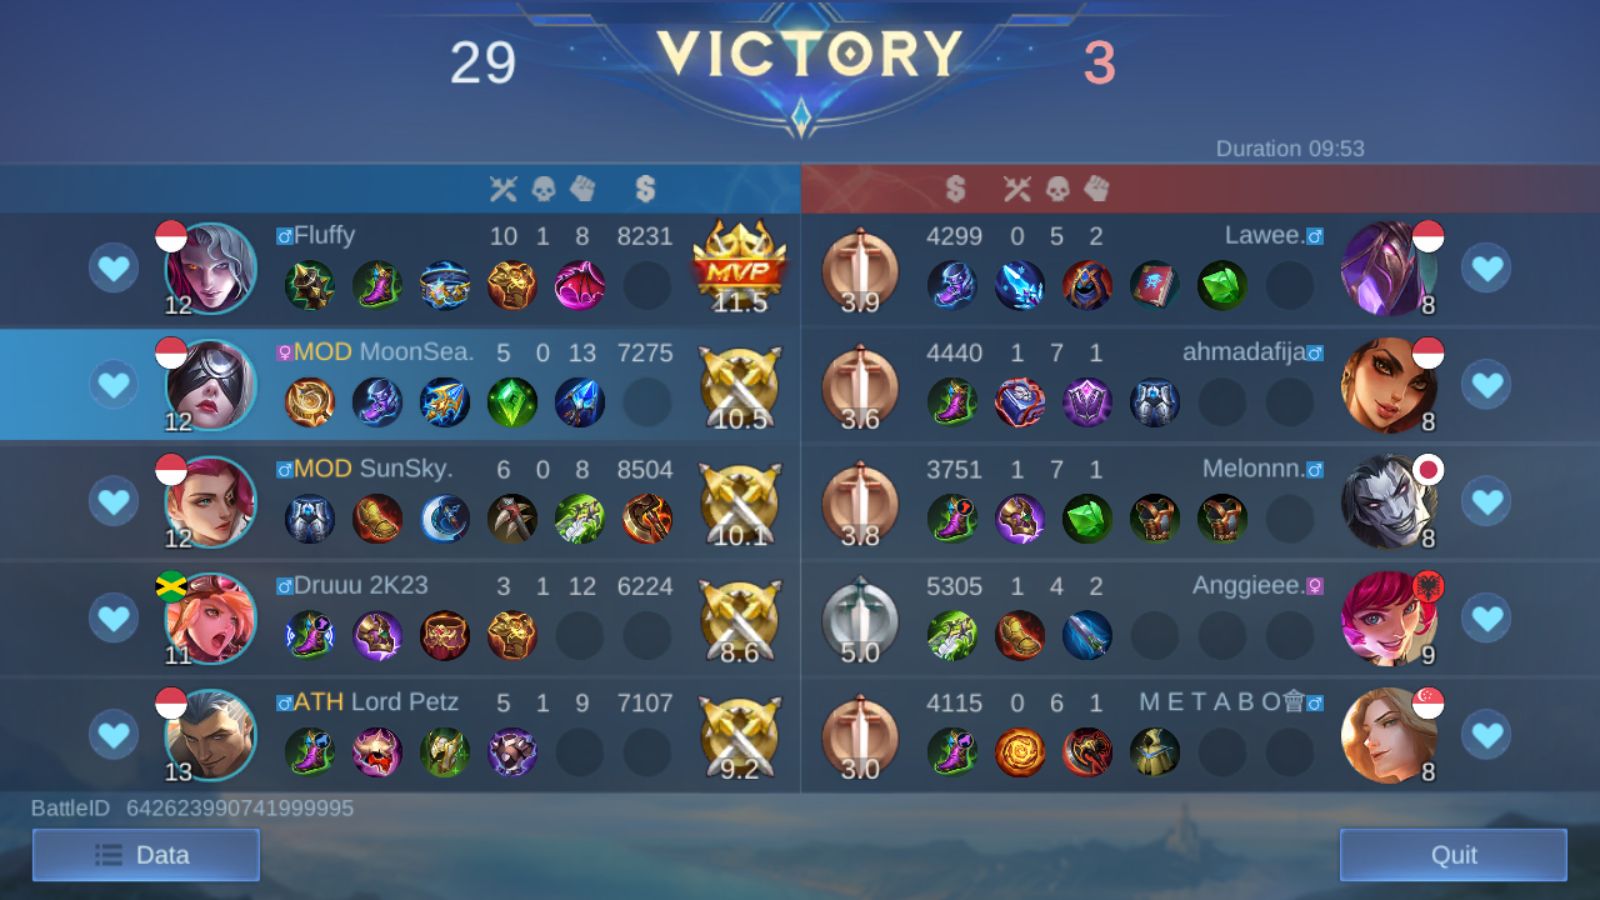 29 VICTORY 3
Duration 09:53
Fluffy 10 1 8 8231
12 MVP 11.5
4299 0 5 2 Lawee.
3.9 8
MOD MoonSea. 5 0 13 7275
12 10.5
4440 1 7 1 ahmadafija
3.6 8
MOD SunSky. 6 0 8 8504
12 10.1
3751 1 7 1 Melonnn.
3.8 8
Druuu 2K23 3 1 12 6224
11 8.6
5305 1 4 2 Anggieee.
5.0 9
ATH Lord Petz 5 1 9 7107
13 9.2
4115 0 6 1 M E T A B O 會
3.0 8
BattleID 642623990741999995
Data
Quit